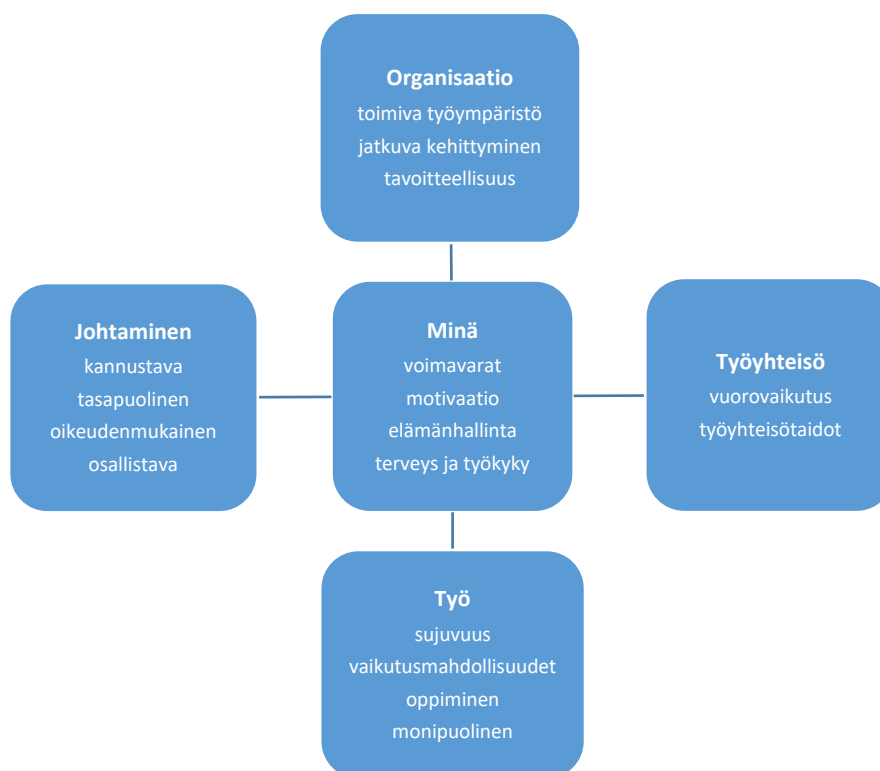 Organisaatio
toimiva työympäristö
jatkuva kehittyminen
tavoitteellisuus
Johtaminen
kannustava
tasapuolinen
oikeudenmukainen
osallistava
Minä
voimavarat
motivaatio
elämänhallinta
terveys ja työkyky
Työyhteisö
vuorovaikutus
työyhteisötaidot
Työ
sujuvuus
vaikutusmahdollisuudet
oppiminen
monipuolinen